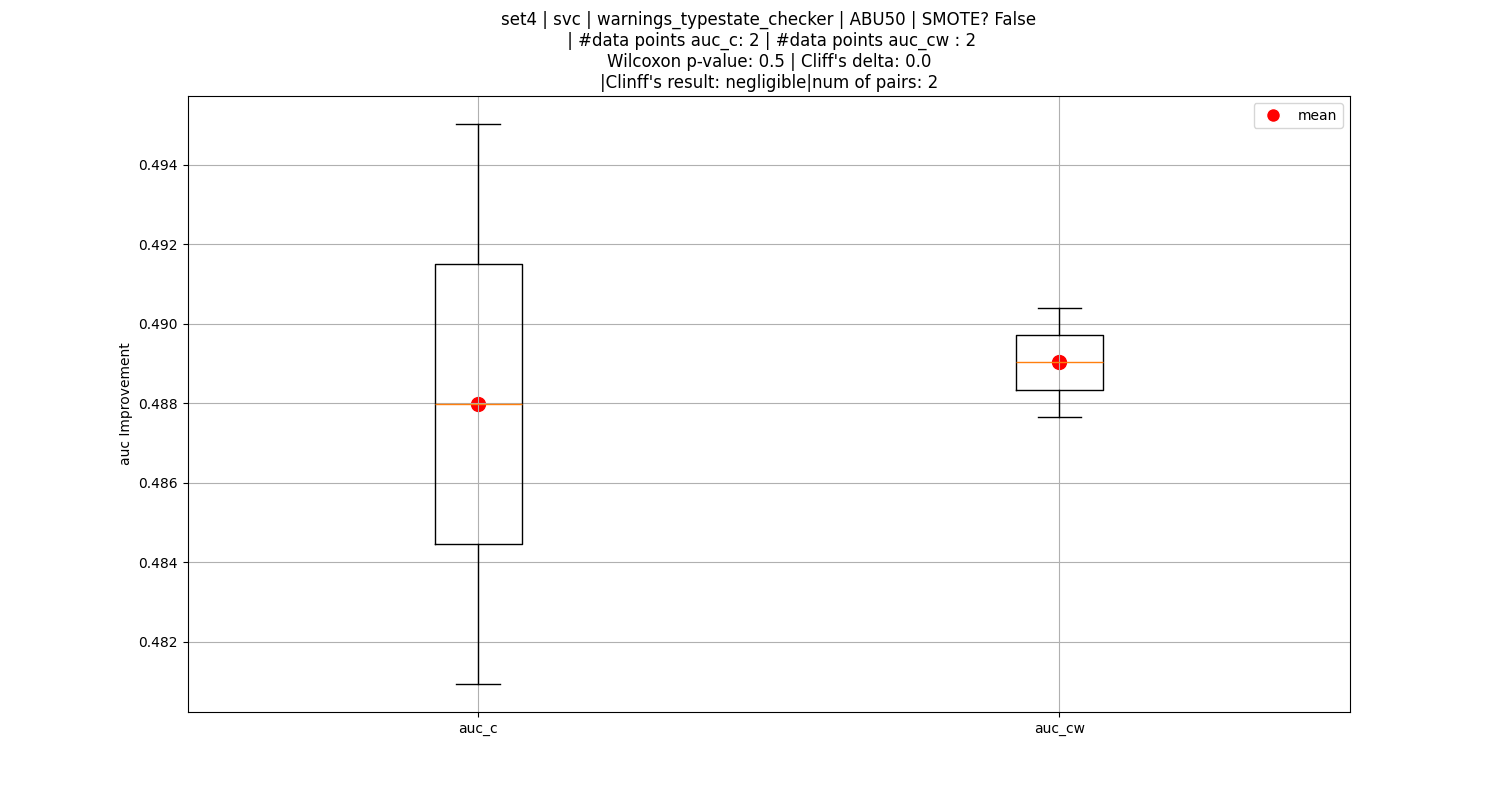 set4 | svc | warnings_typestate_checker | ABU50 | SMOTE? False
| #data points auc_c: 2 | #data points auc_cw : 2
Wilcoxon p-value: 0.5 | Cliff's delta: 0.0
|Clinff's result: negligible|num of pairs: 2
mean
0.494
0.492
0.490
0.488
0.486
0.484
0.482
auc Improvement
auc_c
auc_cw